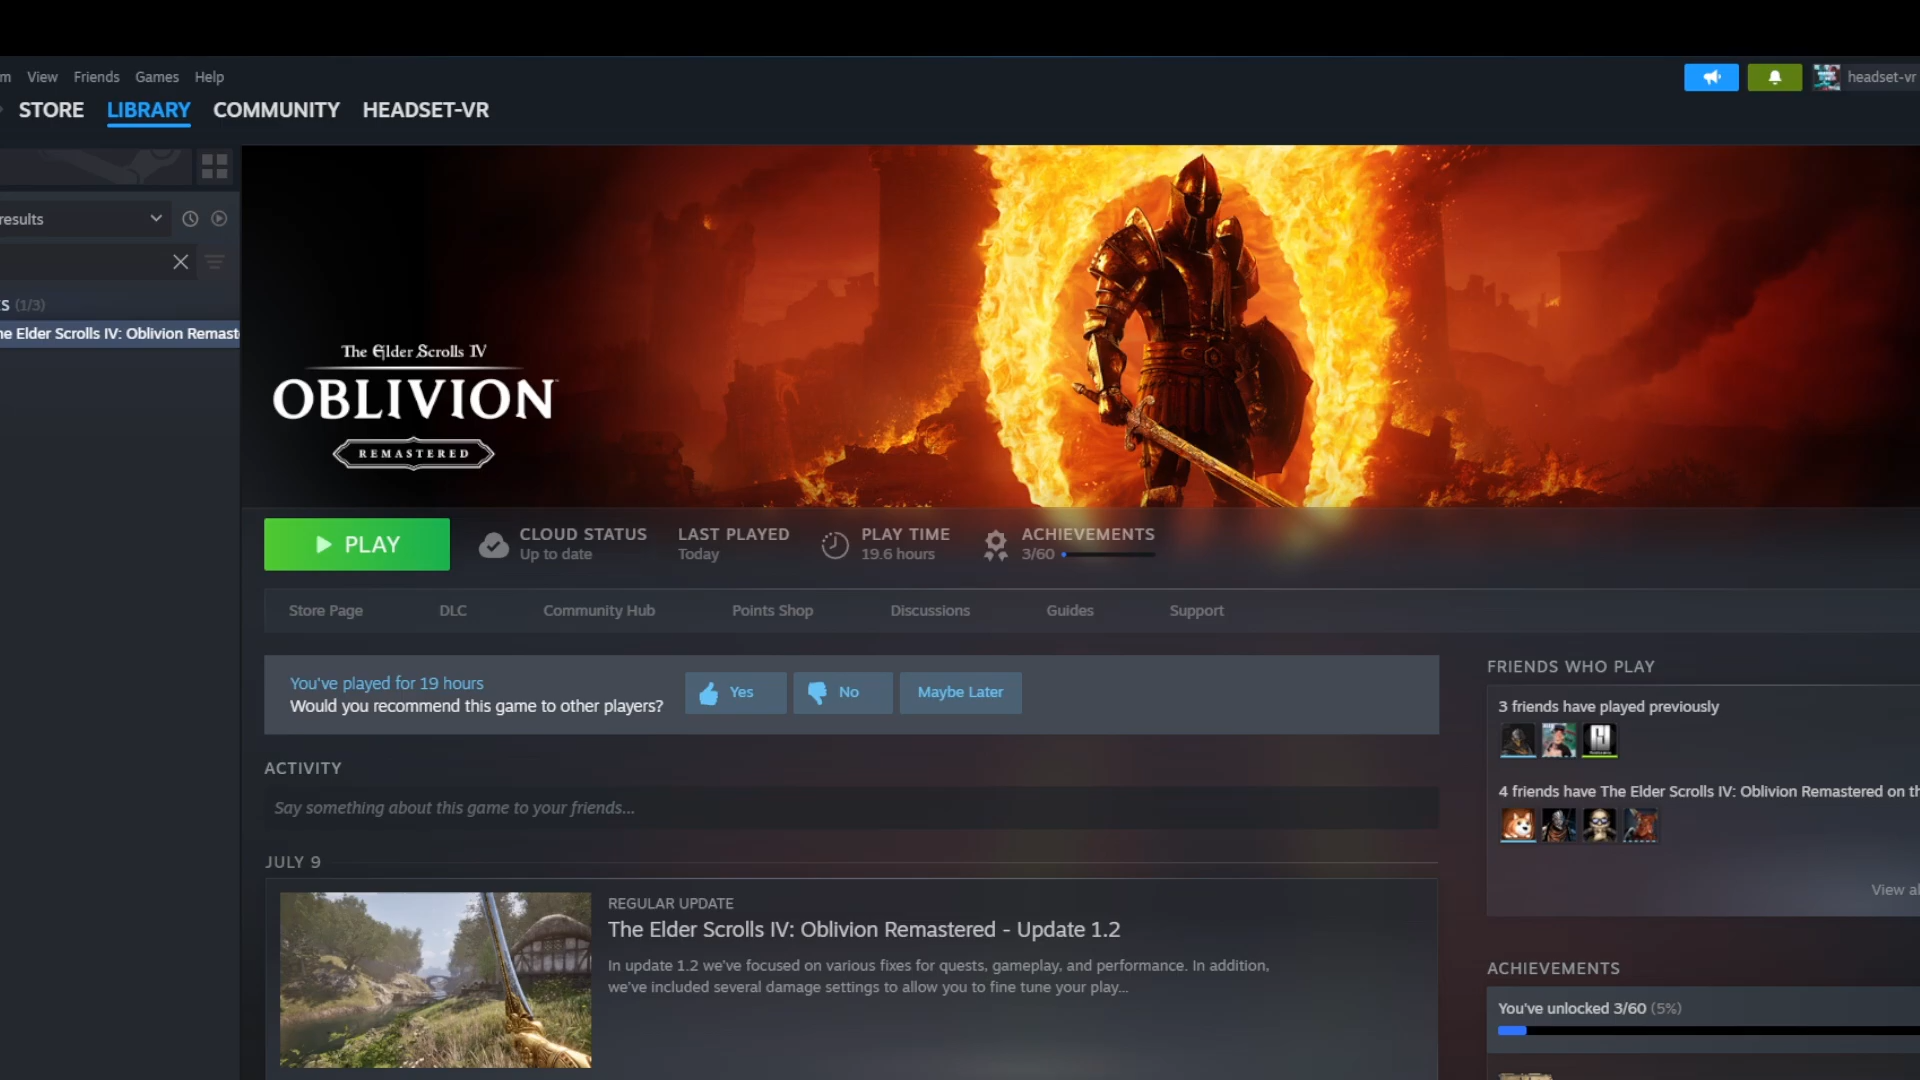 m View Friends Games Help
headset-vr
STORE LIBRARY COMMUNITY HEADSET-VR
results
S (1/3)
he Elder Scrolls IV: Oblivion Remast
The Elder Scrolls IV
OBLIVION
REMASTERED
PLAY
CLOUD STATUS
Up to date
LAST PLAYED
Today
PLAY TIME
19.6 hours
ACHIEVEMENTS
3/60
Store Page DLC Community Hub Points Shop Discussions Guides Support
You've played for 19 hours
Would you recommend this game to other players?
Yes No Maybe Later
ACTIVITY
Say something about this game to your friends...
JULY 9
REGULAR UPDATE
The Elder Scrolls IV: Oblivion Remastered - Update 1.2
In update 1.2 we've focused on various fixes for quests, gameplay, and performance. In addition,
we've included several damage settings to allow you to fine tune your play...
FRIENDS WHO PLAY
3 friends have played previously
4 friends have The Elder Scrolls IV: Oblivion Remastered on th
View al
ACHIEVEMENTS
You've unlocked 3/60 (5%)